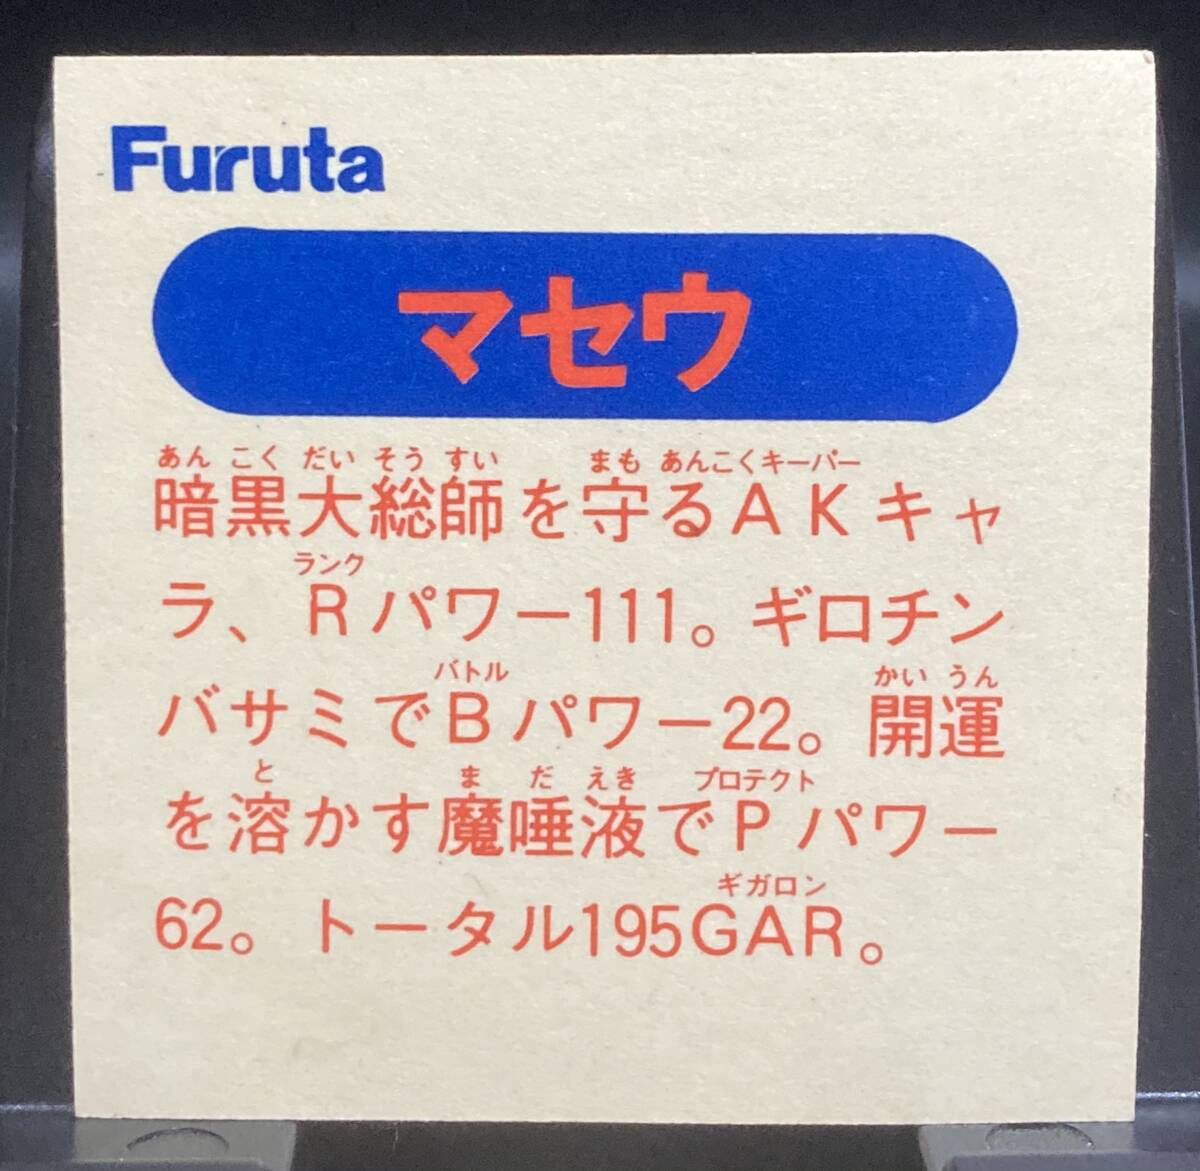 Furuta
マセウ
あん こく だい そう すい まも あんこくキーパー
暗黒大総師を守るAKキャ
ランク
ラ、Rパワー111。ギロチン
バトル かい うん
バサミでBパワー22。開運
と ま だ えき プロテクト
を溶かす魔唾液でPパワー
ギガロン
62。トータル195GAR。